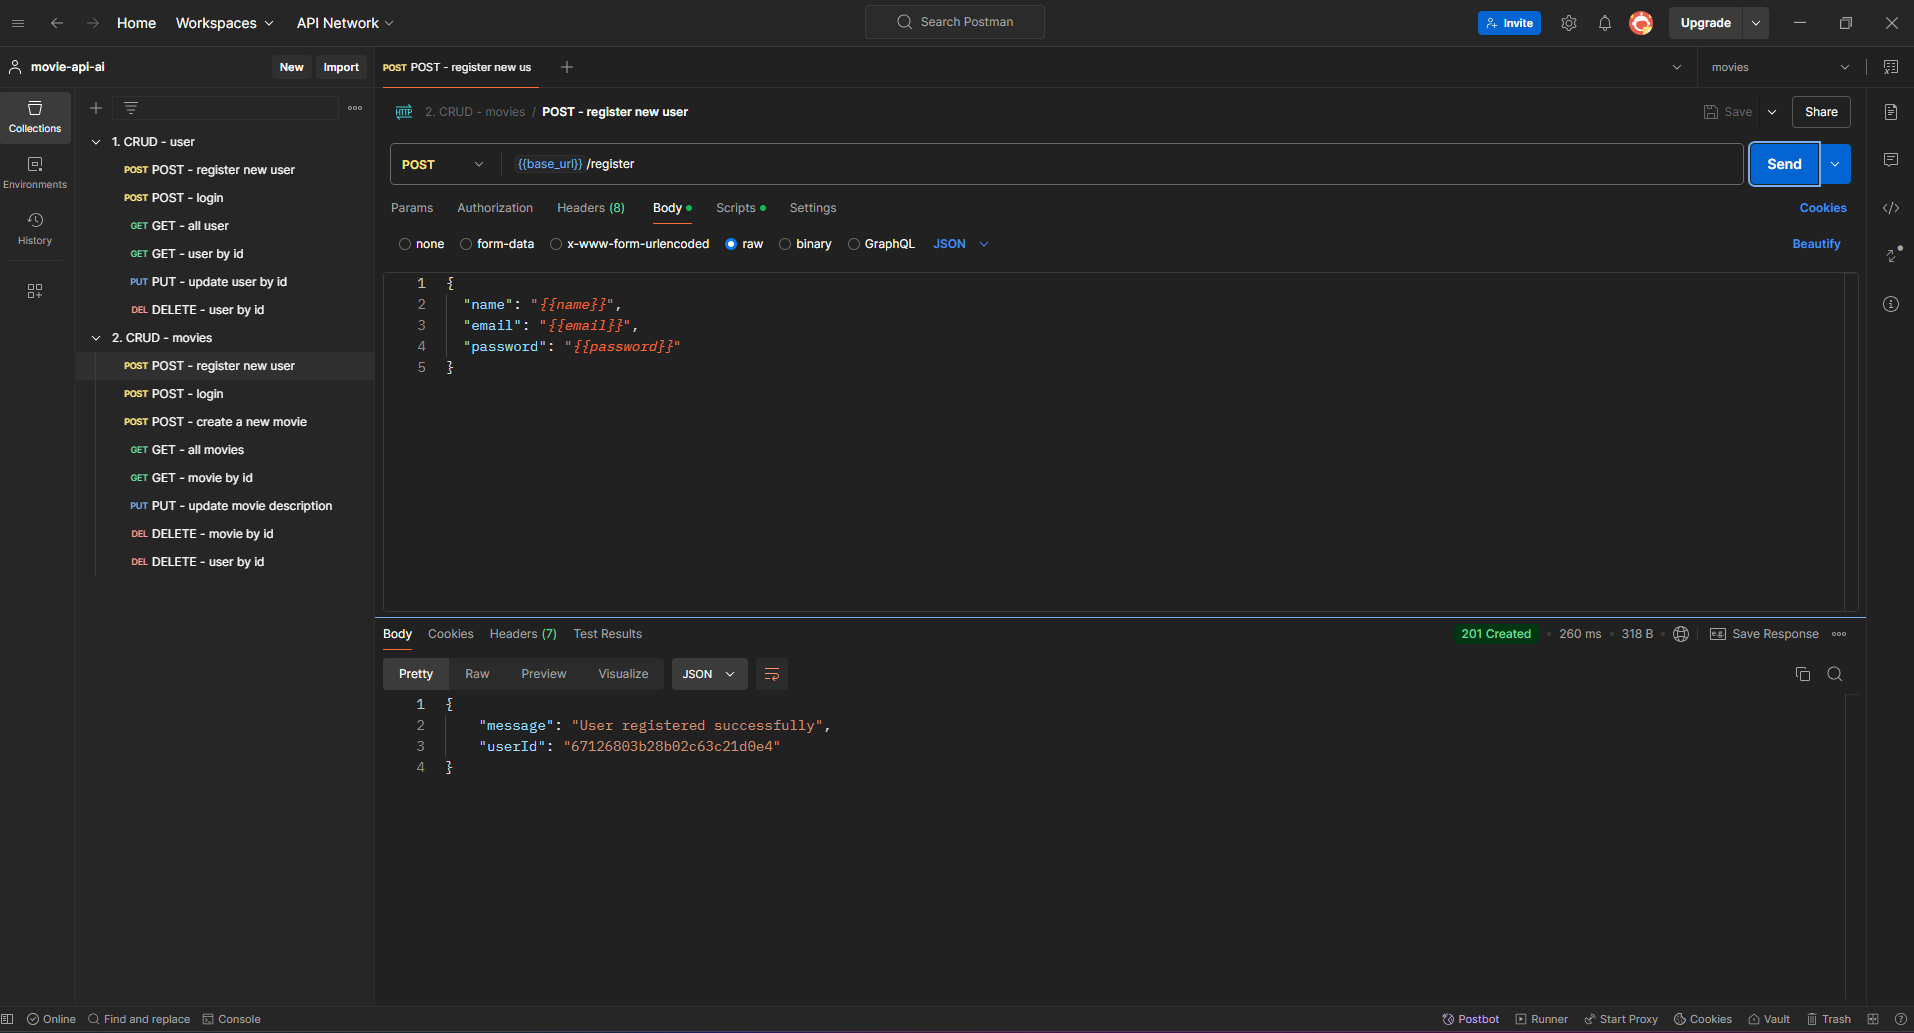 Home Workspaces API Network Search Postman Invite Upgrade
movie-api-ai New Import POST POST - register new us movies
HTTP 2. CRUD - movies / POST - register new user Save Share
Collections
Environments
History
1. CRUD - user
POST POST - register new user
POST POST - login
GET GET - all user
GET GET - user by id
PUT PUT - update user by id
DEL DELETE - user by id
2. CRUD - movies
POST POST - register new user
POST POST - login
POST POST - create a new movie
GET GET - all movies
GET GET - movie by id
PUT PUT - update movie description
DEL DELETE - movie by id
DEL DELETE - user by id
POST {{base_url}} /register Send
Params Authorization Headers (8) Body Scripts Settings Cookies
none form-data x-www-form-urlencoded raw binary GraphQL JSON Beautify
1 {
2 "name": "{{name}}",
3 "email": "{{email}}",
4 "password": "{{password}}"
5 }
Body Cookies Headers (7) Test Results 201 Created 260 ms 318 B e.g. Save Response
Pretty Raw Preview Visualize JSON
1 {
2 "message": "User registered successfully",
3 "userId": "67126803b28b02c63c21d0e4"
4 }
Online Find and replace Console Postbot Runner Start Proxy Cookies Vault Trash